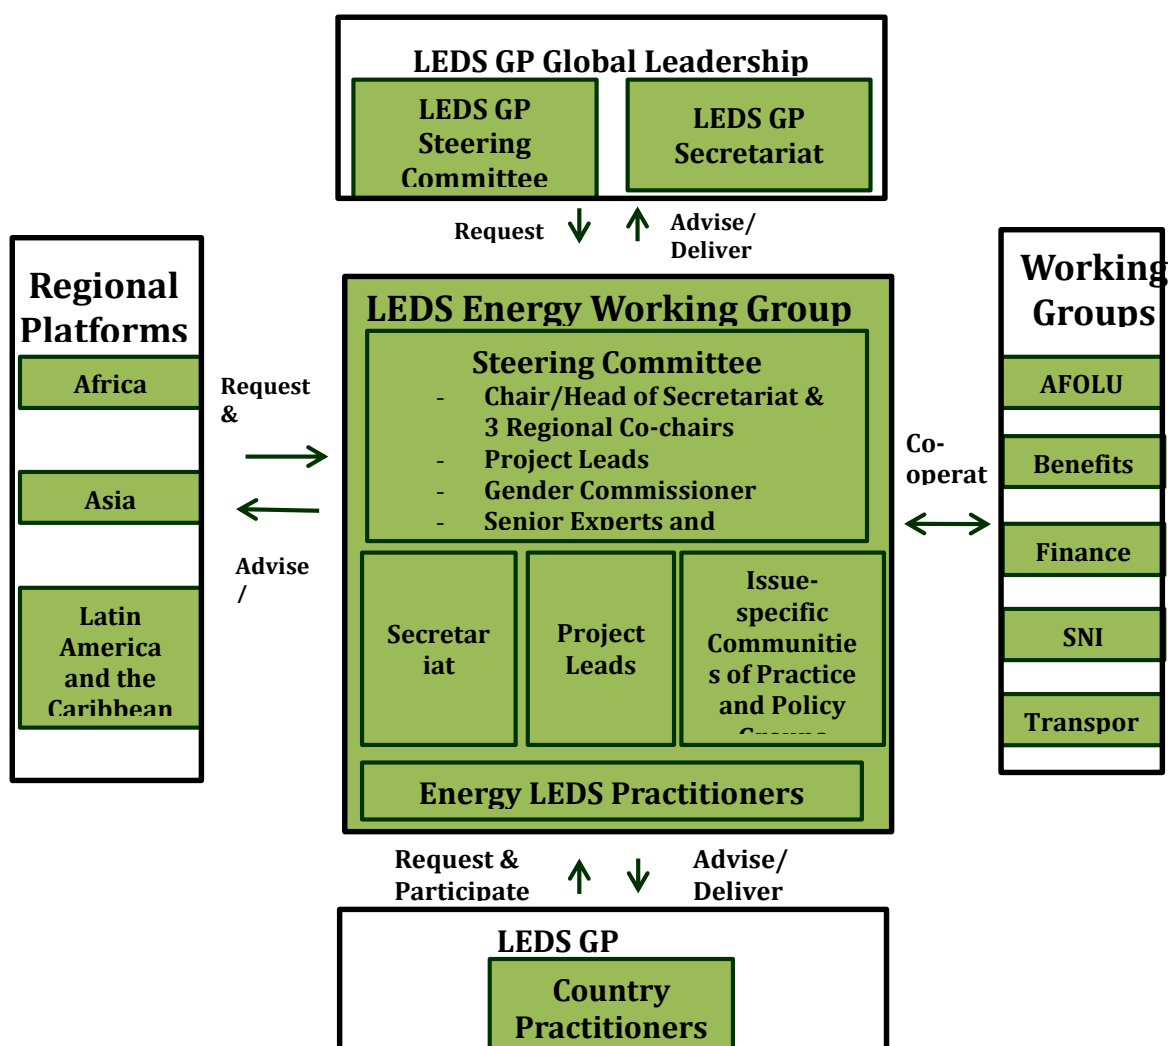 LEDS GP Global Leadership
LEDS GP
Steering
Committee
LEDS GP
Secretariat
Request
Advise/
Deliver
Regional
Platforms
Africa
Asia
Latin
America
and the
Caribbean
Request
&
Advise
/
LEDS Energy Working Group
Steering Committee
- Chair/Head of Secretariat &
3 Regional Co-chairs
- Project Leads
- Gender Commissioner
- Senior Experts and
Secretar
iat
Project
Leads
Issue-
specific
Communitie
s of Practice
and Policy
Energy LEDS Practitioners
Co-
operat
Working
Groups
AFOLU
Benefits
Finance
SNI
Transpor
Request &
Participate
Advise/
Deliver
LEDS GP
Country
Practitioners